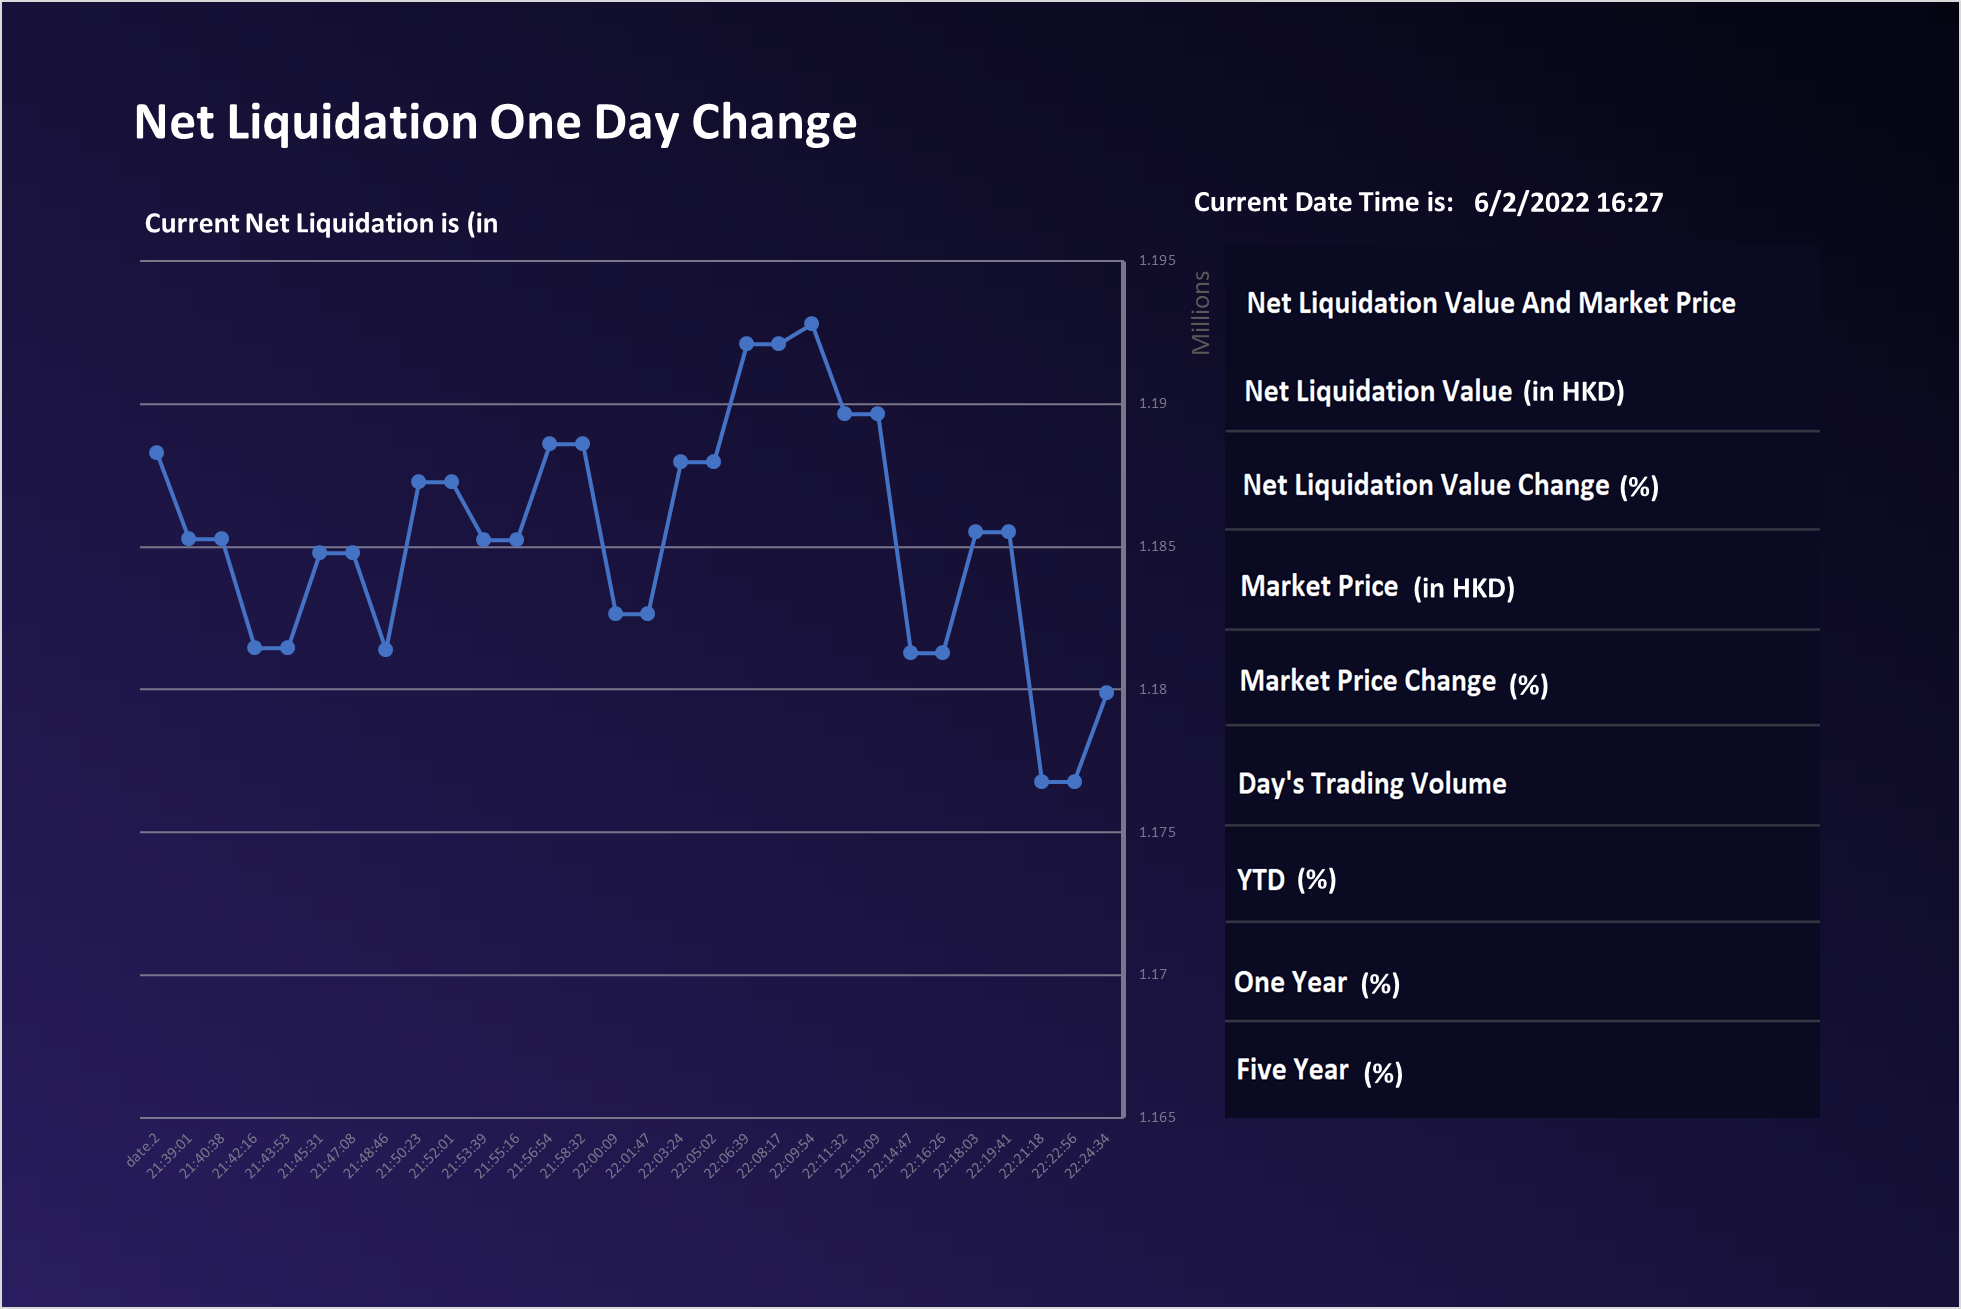 Net Liquidation One Day Change
Current Date Time is: 6/2/2022 16:27
Current Net Liquidation is (in
1.195
1.19
1.185
1.18
1.175
1.17
1.165
Millions
date.2
21:39:01
21:40:38
21:42:16
21:43:53
21:45:31
21:47:08
21:48:46
21:50:23
21:52:01
21:53:39
21:55:16
21:56:54
21:58:32
22:00:09
22:01:47
22:03:24
22:05:02
22:06:39
22:08:17
22:09:54
22:11:32
22:13:09
22:14:47
22:16:26
22:18:03
22:19:41
22:21:18
22:22:56
22:24:34
Net Liquidation Value And Market Price
Net Liquidation Value (in HKD)
Net Liquidation Value Change (%)
Market Price (in HKD)
Market Price Change (%)
Day's Trading Volume
YTD (%)
One Year (%)
Five Year (%)